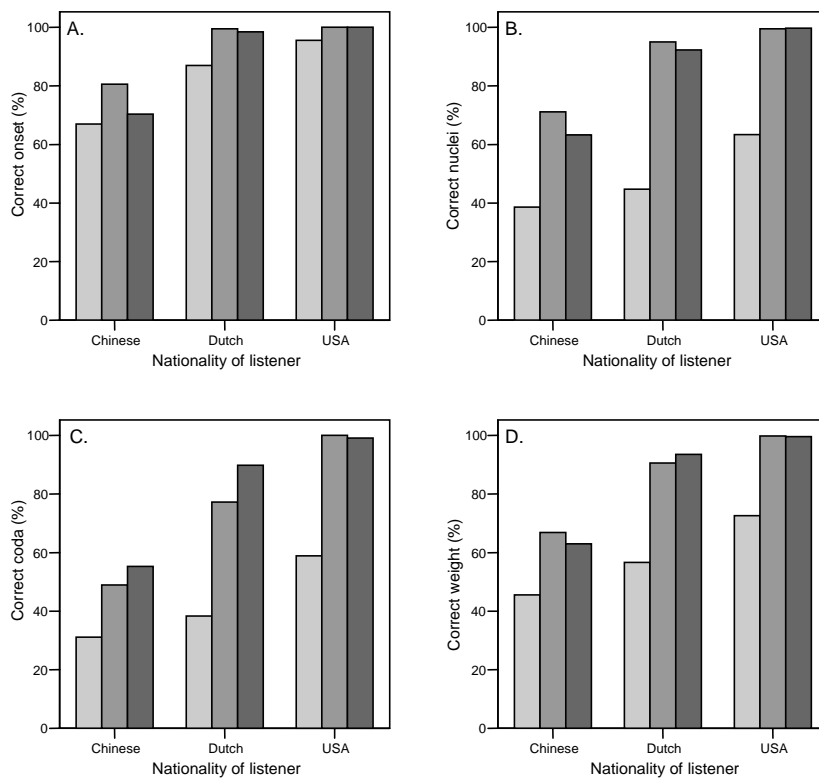 A.
100
80
60
40
20
0
Correct onset (%)
Chinese Dutch USA
Nationality of listener
B.
100
80
60
40
20
0
Correct nuclei (%)
Chinese Dutch USA
Nationality of listener
C.
100
80
60
40
20
0
Correct coda (%)
Chinese Dutch USA
Nationality of listener
D.
100
80
60
40
20
0
Correct weight (%)
Chinese Dutch USA
Nationality of listener